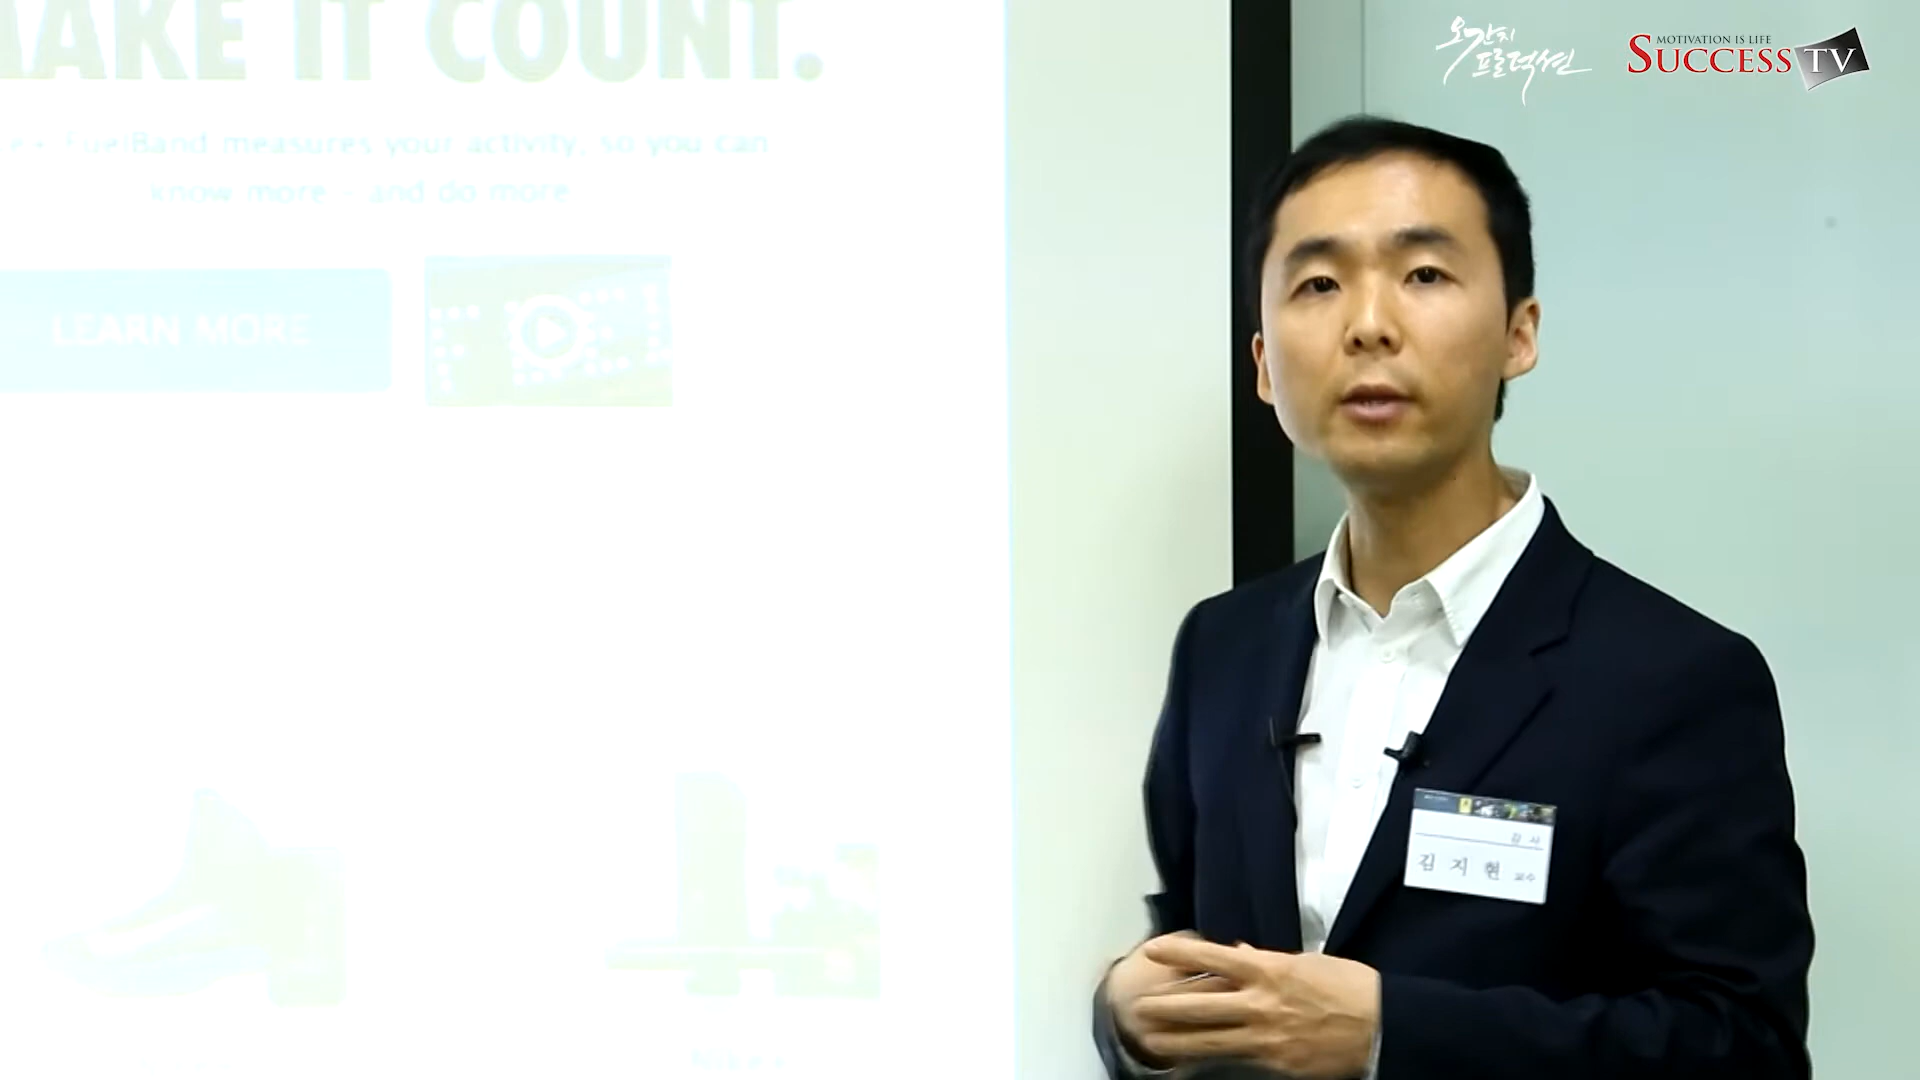 MAKE IT COUNT.
FuelBand measures your activity, so you can
know more - and do more
LEARN MORE
오간지
프로덕션
MOTIVATION IS LIFE
SUCCESS TV
강 사
김 지 현 교수